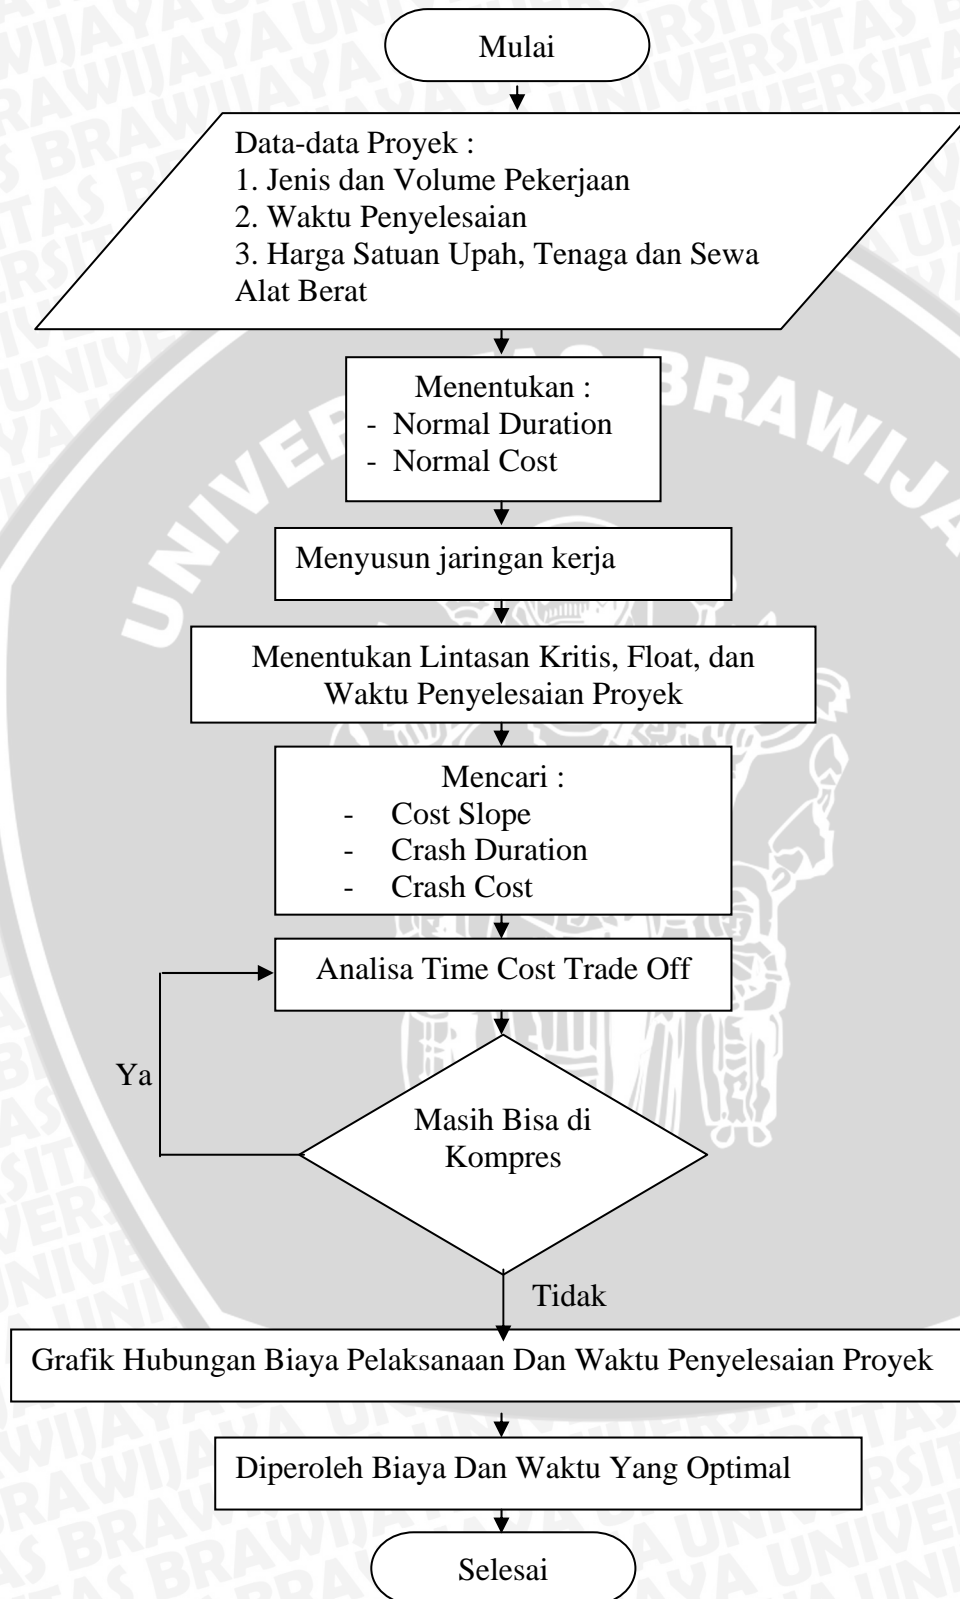 Mulai
Data-data Proyek :
1. Jenis dan Volume Pekerjaan
2. Waktu Penyelesaian
3. Harga Satuan Upah, Tenaga dan Sewa
Alat Berat
UNIVERSITAS BRAWIJA
Menentukan :
- Normal Duration
- Normal Cost
Menyusun jaringan kerja
Menentukan Lintasan Kritis, Float, dan
Waktu Penyelesaian Proyek
Mencari :
- Cost Slope
- Crash Duration
- Crash Cost
Analisa Time Cost Trade Off
Ya
Masih Bisa di
Kompres
Tidak
Grafik Hubungan Biaya Pelaksanaan Dan Waktu Penyelesaian Proyek
Diperoleh Biaya Dan Waktu Yang Optimal
Selesai